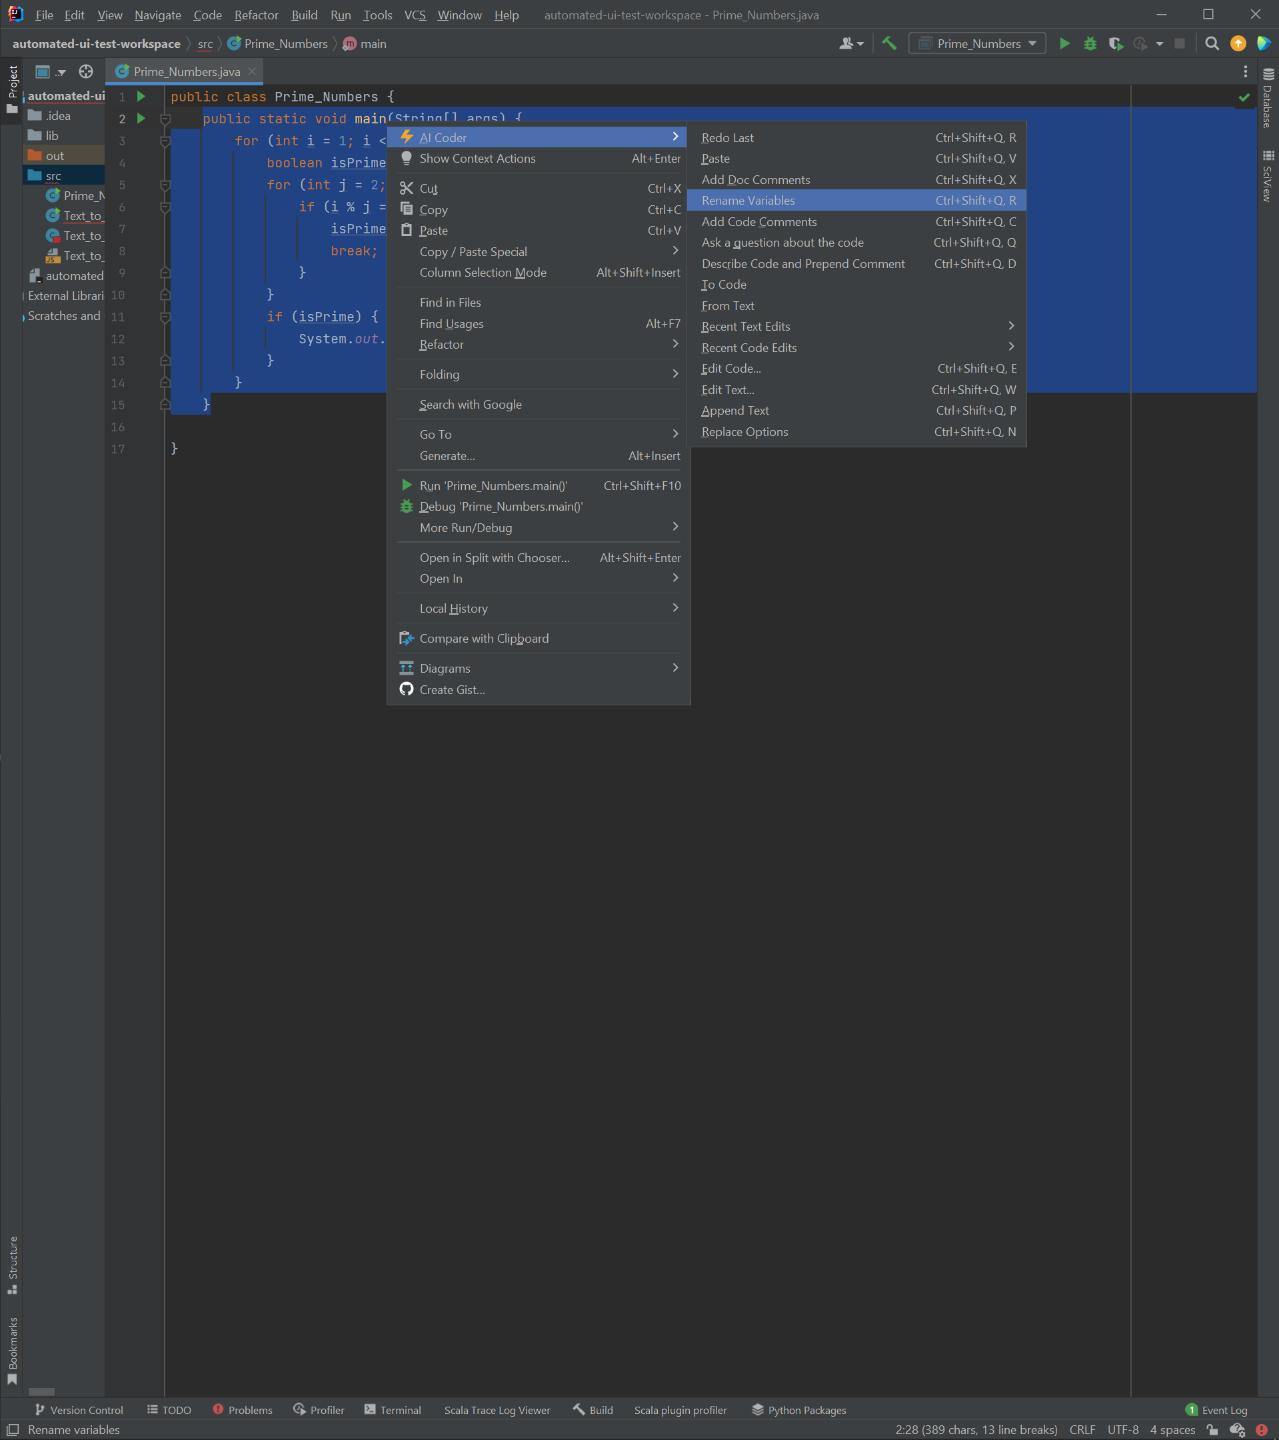 File Edit View Navigate Code Refactor Build Run Tools VCS Window Help automated-ui-test-workspace - Prime_Numbers.java
automated-ui-test-workspace src Prime_Numbers main Prime_Numbers
Project
Prime_Numbers.java
automated-ui
.idea
lib
out
src
Prime_N
Text_to_
Text_to_
Text_to_
automated
External Librari
Scratches and
1 public class Prime_Numbers {
2 public static void main(String[] args) {
3 for (int i = 1; i <
4 boolean isPrime
5 for (int j = 2;
6 if (i % j =
7 isPrime
8 break;
9 }
10 }
11 if (isPrime) {
12 System.out.
13 }
14 }
15 }
16
17 }
AI Coder
Show Context Actions Alt+Enter
Cut Ctrl+X
Copy Ctrl+C
Paste Ctrl+V
Copy / Paste Special
Column Selection Mode Alt+Shift+Insert
Find in Files
Find Usages Alt+F7
Refactor
Folding
Search with Google
Go To
Generate... Alt+Insert
Run 'Prime_Numbers.main()' Ctrl+Shift+F10
Debug 'Prime_Numbers.main()'
More Run/Debug
Open in Split with Chooser... Alt+Shift+Enter
Open In
Local History
Compare with Clipboard
Diagrams
Create Gist...
Redo Last Ctrl+Shift+Q, R
Paste Ctrl+Shift+Q, V
Add Doc Comments Ctrl+Shift+Q, X
Rename Variables Ctrl+Shift+Q, R
Add Code Comments Ctrl+Shift+Q, C
Ask a question about the code Ctrl+Shift+Q, Q
Describe Code and Prepend Comment Ctrl+Shift+Q, D
To Code
From Text
Recent Text Edits
Recent Code Edits
Edit Code... Ctrl+Shift+Q, E
Edit Text... Ctrl+Shift+Q, W
Append Text Ctrl+Shift+Q, P
Replace Options Ctrl+Shift+Q, N
Database
SciView
Structure
Bookmarks
Version Control TODO Problems Profiler Terminal Scala Trace Log Viewer Build Scala plugin profiler Python Packages 1 Event Log
Rename variables 2:28 (389 chars, 13 line breaks) CRLF UTF-8 4 spaces